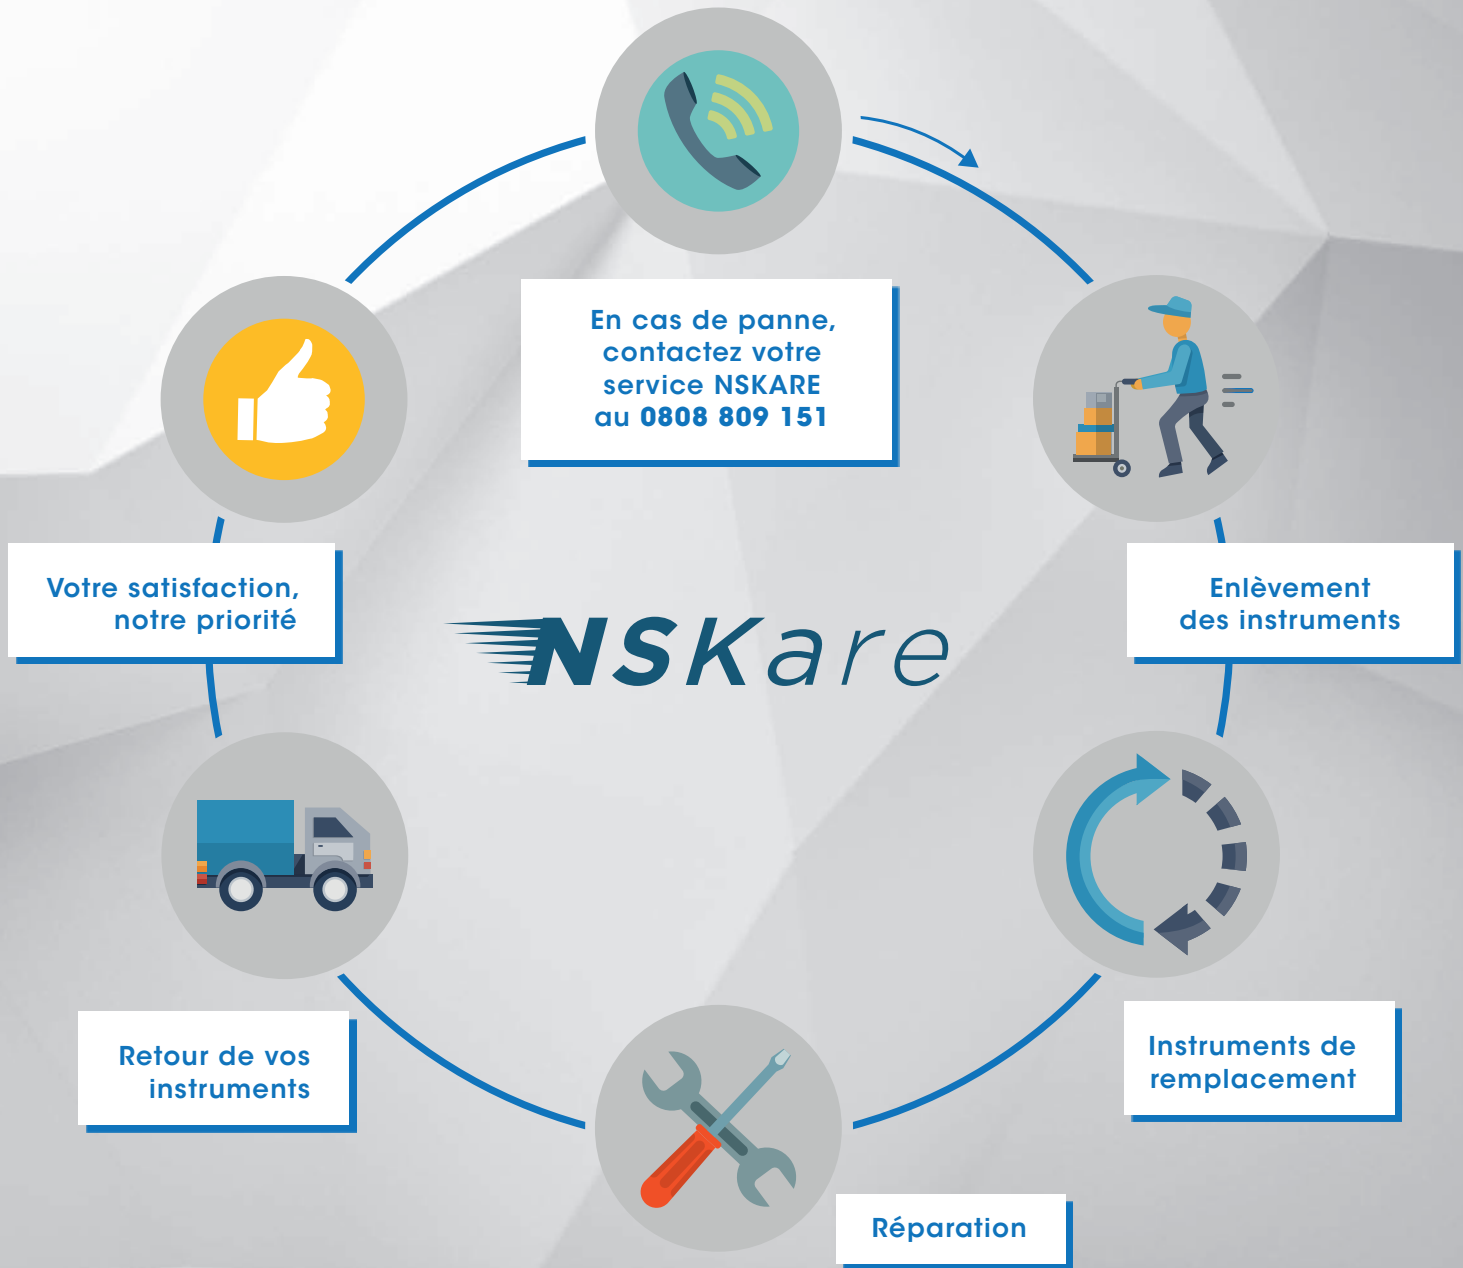 En cas de panne,
contactez votre
service NSKARE
au 0808 809 151
Enlèvement
des instruments
Instruments de
remplacement
Réparation
Retour de vos
instruments
Votre satisfaction,
notre priorité
NSKare